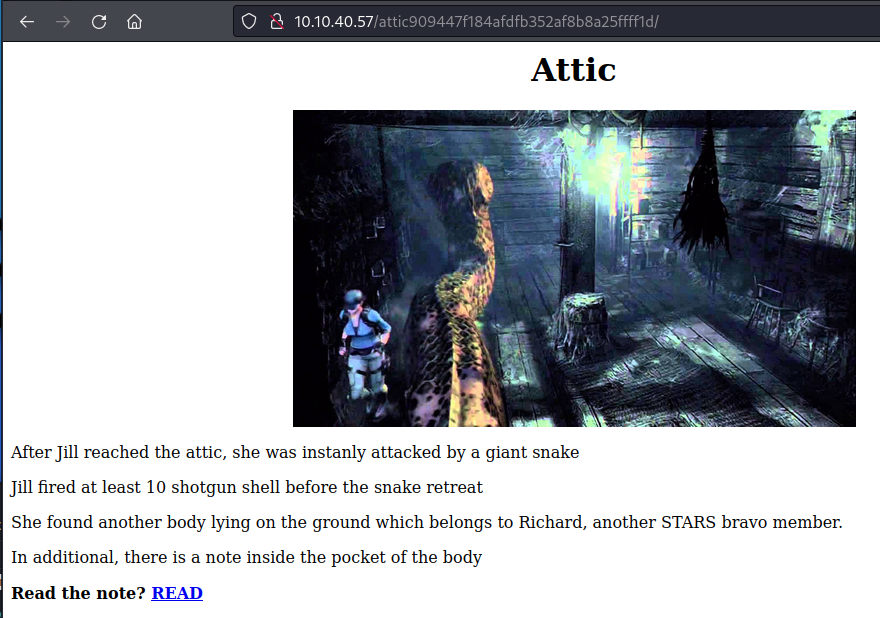 10.10.40.57/attic909447f184afdfb352af8b8a25ffff1d/
Attic
After Jill reached the attic, she was instanly attacked by a giant snake
Jill fired at least 10 shotgun shell before the snake retreat
She found another body lying on the ground which belongs to Richard, another STARS bravo member.
In additional, there is a note inside the pocket of the body
Read the note? READ